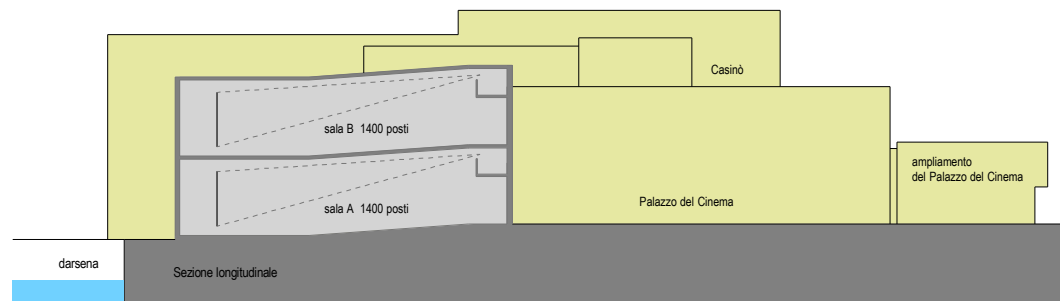 Casinò
sala B 1400 posti
ampliamento
del Palazzo del Cinema
Palazzo del Cinema
sala A 1400 posti
darsena
Sezione longitudinale